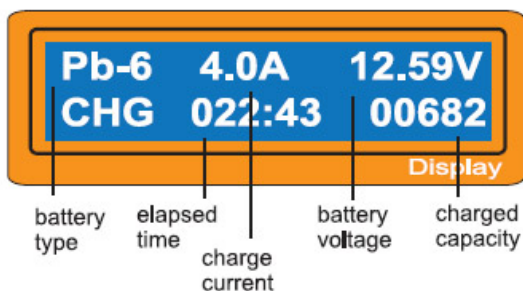 Pb-6 4.0A 12.59V
CHG 022:43 00682
Display
battery type
elapsed time
charge current
battery voltage
charged capacity